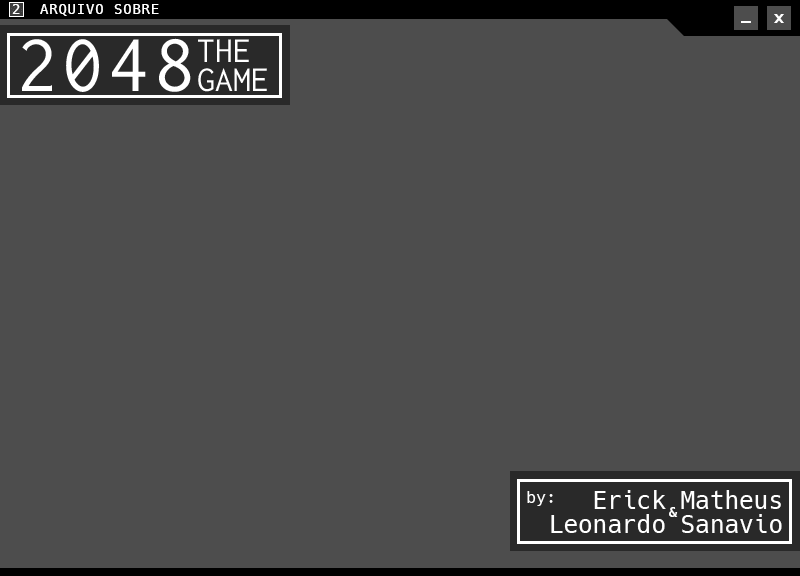 2 ARQUIVO SOBRE
_ x
2048 THE
GAME
by: Erick & Matheus
Leonardo Sanavio